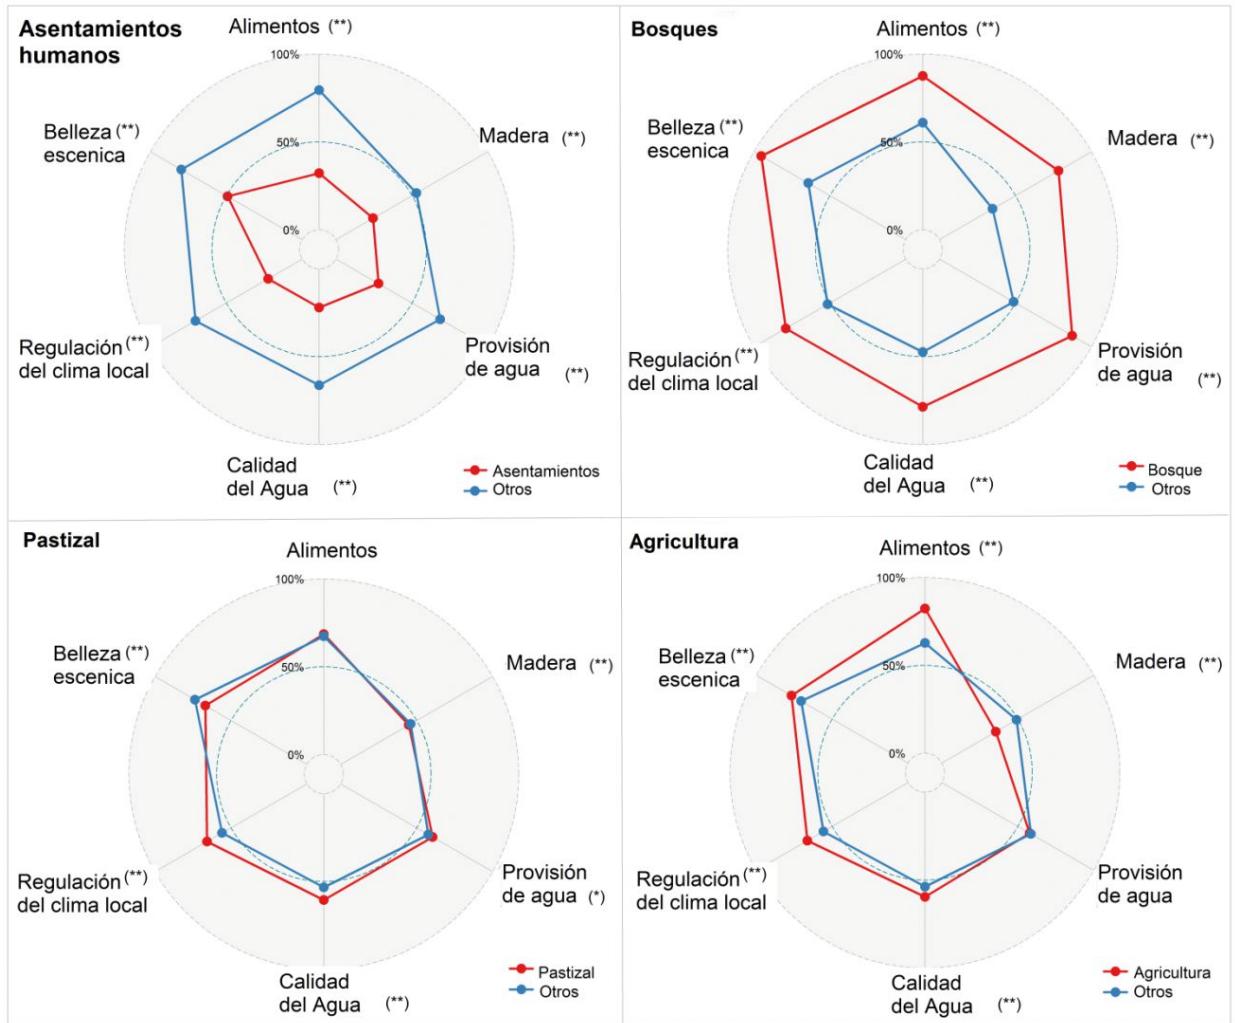 Asentamientos
humanos
Alimentos (**)
100%
Belleza (**)
escenica
Madera (**)
50%
0%
Regulación (**)
del clima local
Provisión
de agua (**)
Calidad
del Agua (**)
Asentamientos
Otros
Bosques
Alimentos (**)
100%
Belleza (**)
escenica
Madera (**)
50%
0%
Regulación (**)
del clima local
Provisión
de agua (**)
Calidad
del Agua (**)
Bosque
Otros
Pastizal
Alimentos
100%
Belleza (**)
escenica
Madera (**)
50%
0%
Regulación (**)
del clima local
Provisión
de agua (*)
Calidad
del Agua (**)
Pastizal
Otros
Agricultura
Alimentos (**)
100%
Belleza (**)
escenica
Madera (**)
50%
0%
Regulación (**)
del clima local
Provisión
de agua
Calidad
del Agua (**)
Agricultura
Otros